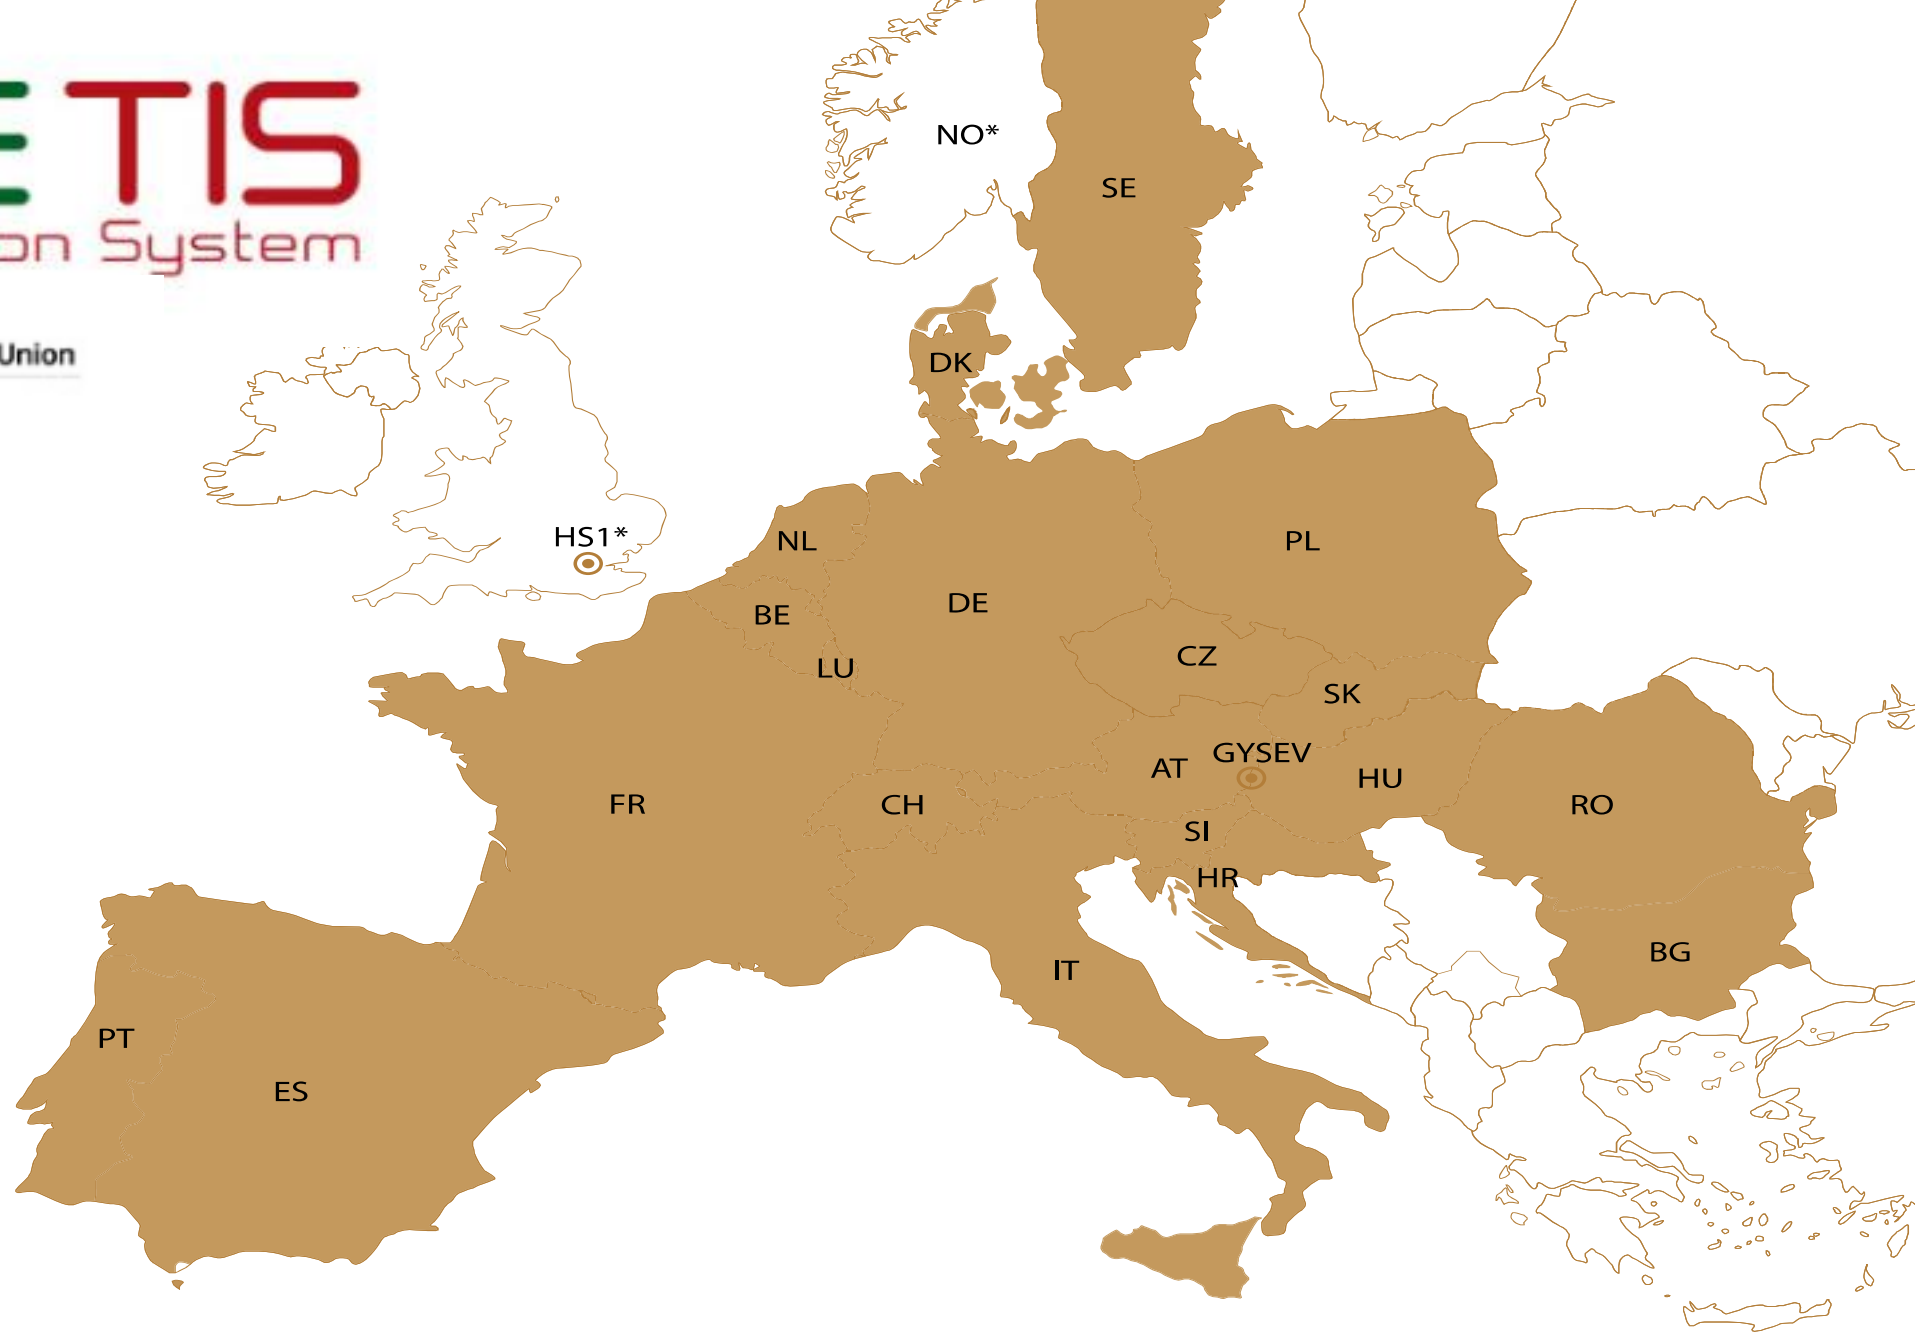 E TIS
on System
Union
NO*
SE
DK
HS1*
NL
PL
BE
DE
LU
CZ
SK
GYSEV
AT
HU
FR
CH
RO
SI
HR
BG
IT
PT
ES